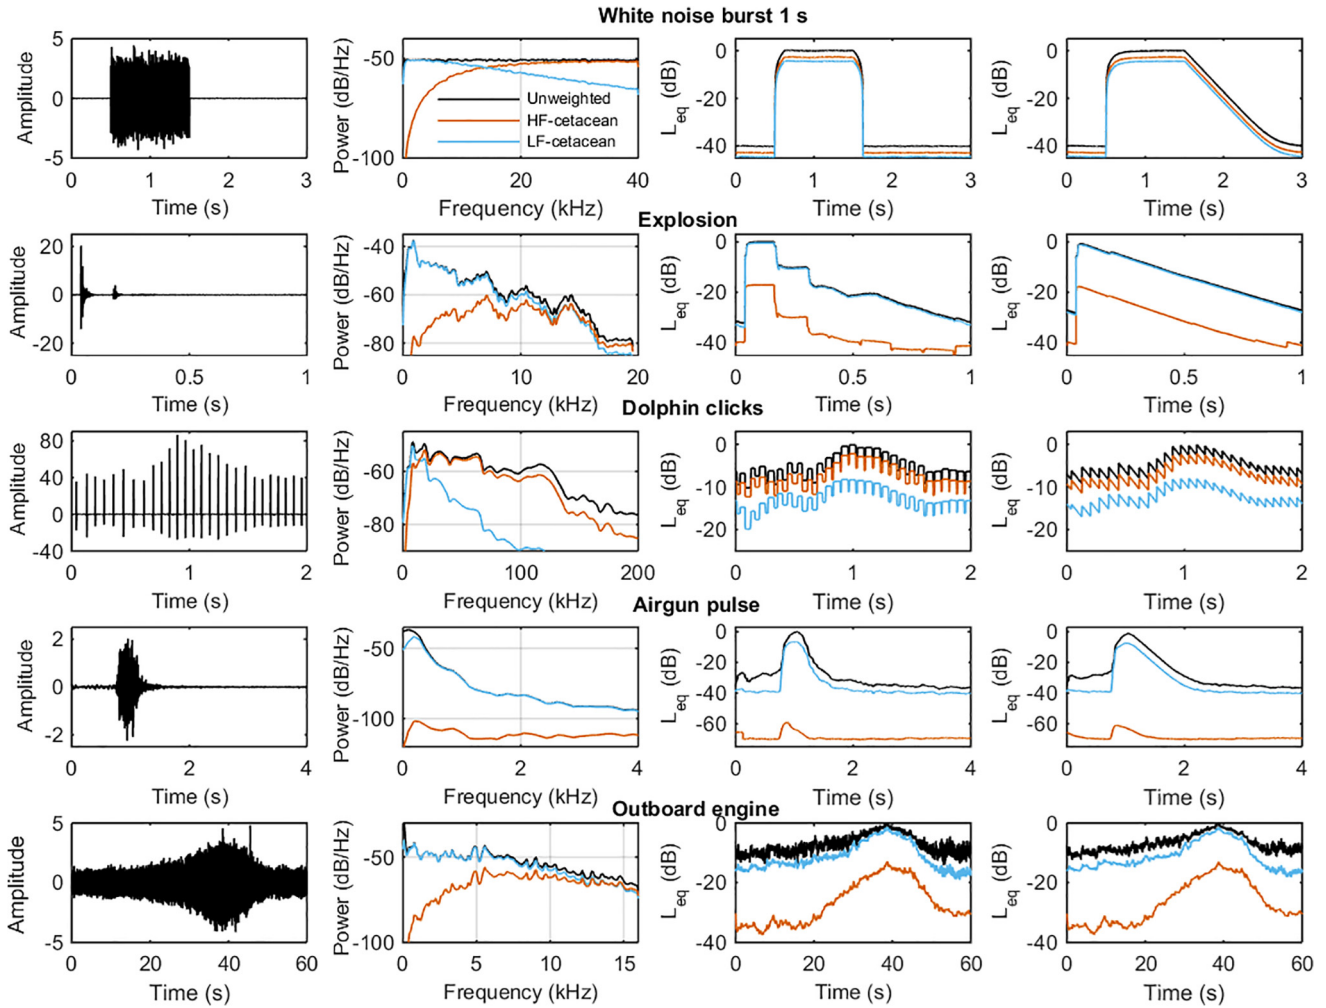 White noise burst 1 s
5
0
-5
Amplitude
0 1 2 3
Time (s)
-50
-100
Power (dB/Hz)
Unweighted
HF-cetacean
LF-cetacean
0 20 40
Frequency (kHz)
0
-20
-40
Leq (dB)
0 1 2 3
Time (s)
0
-20
-40
Leq (dB)
0 1 2 3
Time (s)
Explosion
20
0
-20
Amplitude
0 0.5 1
Time (s)
-40
-60
-80
Power (dB/Hz)
0 10 20
Frequency (kHz)
0
-20
-40
Leq (dB)
0 0.5 1
Time (s)
0
-20
-40
Leq (dB)
0 0.5 1
Time (s)
Dolphin clicks
80
40
0
-40
Amplitude
0 1 2
Time (s)
-60
-80
Power (dB/Hz)
0 100 200
Frequency (kHz)
0
-10
-20
Leq (dB)
0 1 2
Time (s)
0
-10
-20
Leq (dB)
0 1 2
Time (s)
Airgun pulse
2
0
-2
Amplitude
0 2 4
Time (s)
-50
-100
Power (dB/Hz)
0 2 4
Frequency (kHz)
0
-20
-40
-60
Leq (dB)
0 2 4
Time (s)
0
-20
-40
-60
Leq (dB)
0 2 4
Time (s)
Outboard engine
5
0
-5
Amplitude
0 20 40 60
Time (s)
-50
-100
Power (dB/Hz)
0 5 10 15
Frequency (kHz)
0
-20
-40
Leq (dB)
0 20 40 60
Time (s)
0
-20
-40
Leq (dB)
0 20 40 60
Time (s)